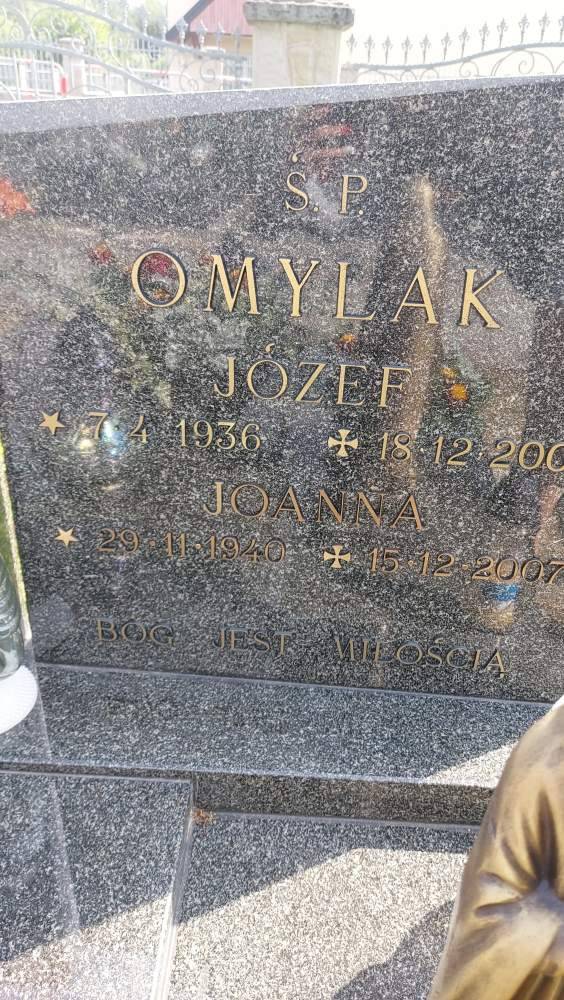 Ś. P.
OMYLAK
JÓZEF
7·4 1936 18·12·200
JOANNA
29·11·1940 15·12·2007
BÓG JEST MIŁOŚCIĄ